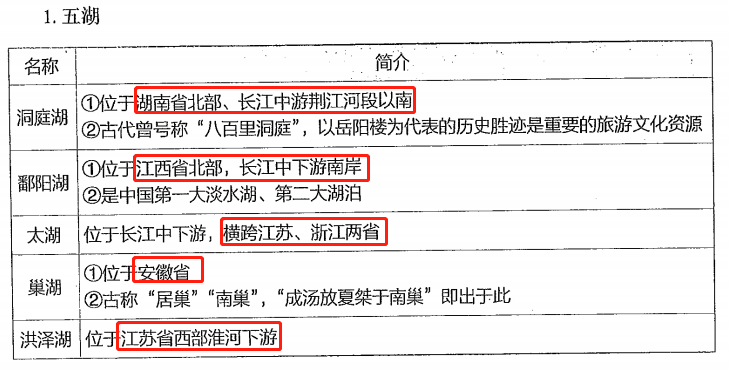 1. 五湖
名称 简介
洞庭湖 ①位于湖南省北部、长江中游荆江河段以南
②古代曾号称“八百里洞庭”，以岳阳楼为代表的历史胜迹是重要的旅游文化资源
鄱阳湖 ①位于江西省北部，长江中下游南岸
②是中国第一大淡水湖、第二大湖泊
太湖 位于长江中下游，横跨江苏、浙江两省
巢湖 ①位于安徽省
②古称“居巢”“南巢”，“成汤放夏桀于南巢”即出于此
洪泽湖 位于江苏省西部淮河下游